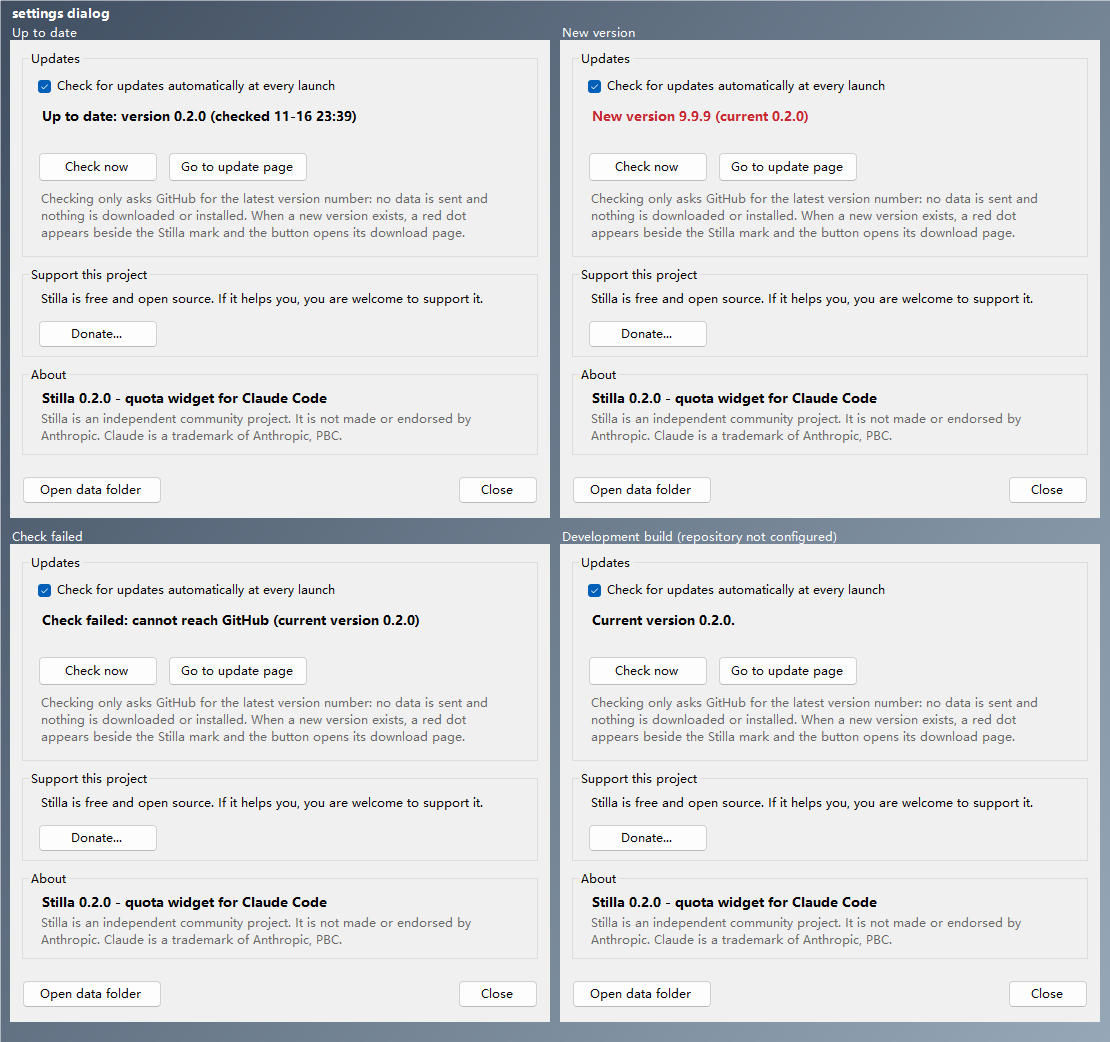 settings dialog
Up to date
Updates
Check for updates automatically at every launch
Up to date: version 0.2.0 (checked 11-16 23:39)
Check now
Go to update page
Checking only asks GitHub for the latest version number: no data is sent and
nothing is downloaded or installed. When a new version exists, a red dot
appears beside the Stilla mark and the button opens its download page.
Support this project
Stilla is free and open source. If it helps you, you are welcome to support it.
Donate...
About
Stilla 0.2.0 - quota widget for Claude Code
Stilla is an independent community project. It is not made or endorsed by
Anthropic. Claude is a trademark of Anthropic, PBC.
Open data folder
Close
New version
Updates
Check for updates automatically at every launch
New version 9.9.9 (current 0.2.0)
Check now
Go to update page
Checking only asks GitHub for the latest version number: no data is sent and
nothing is downloaded or installed. When a new version exists, a red dot
appears beside the Stilla mark and the button opens its download page.
Support this project
Stilla is free and open source. If it helps you, you are welcome to support it.
Donate...
About
Stilla 0.2.0 - quota widget for Claude Code
Stilla is an independent community project. It is not made or endorsed by
Anthropic. Claude is a trademark of Anthropic, PBC.
Open data folder
Close
Check failed
Updates
Check for updates automatically at every launch
Check failed: cannot reach GitHub (current version 0.2.0)
Check now
Go to update page
Checking only asks GitHub for the latest version number: no data is sent and
nothing is downloaded or installed. When a new version exists, a red dot
appears beside the Stilla mark and the button opens its download page.
Support this project
Stilla is free and open source. If it helps you, you are welcome to support it.
Donate...
About
Stilla 0.2.0 - quota widget for Claude Code
Stilla is an independent community project. It is not made or endorsed by
Anthropic. Claude is a trademark of Anthropic, PBC.
Open data folder
Close
Development build (repository not configured)
Updates
Check for updates automatically at every launch
Current version 0.2.0.
Check now
Go to update page
Checking only asks GitHub for the latest version number: no data is sent and
nothing is downloaded or installed. When a new version exists, a red dot
appears beside the Stilla mark and the button opens its download page.
Support this project
Stilla is free and open source. If it helps you, you are welcome to support it.
Donate...
About
Stilla 0.2.0 - quota widget for Claude Code
Stilla is an independent community project. It is not made or endorsed by
Anthropic. Claude is a trademark of Anthropic, PBC.
Open data folder
Close